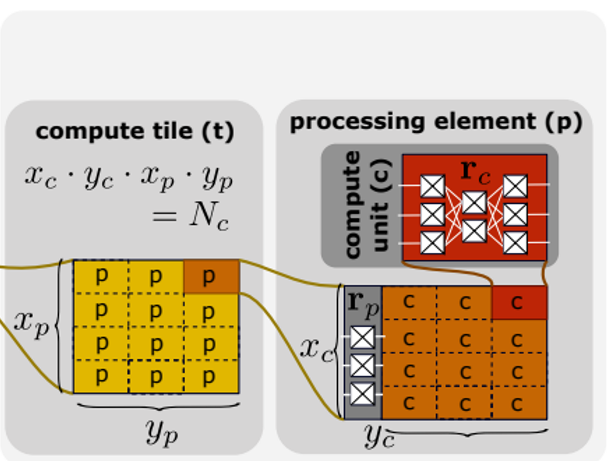 compute tile (t)
x_c · y_c · x_p · y_p
= N_c
p p p
p p p
p p p
p p p
x_p
y_p
processing element (p)
compute
unit (c)
r_c
r_p
c c c
c c c
c c c
c c c
x_c
y_c